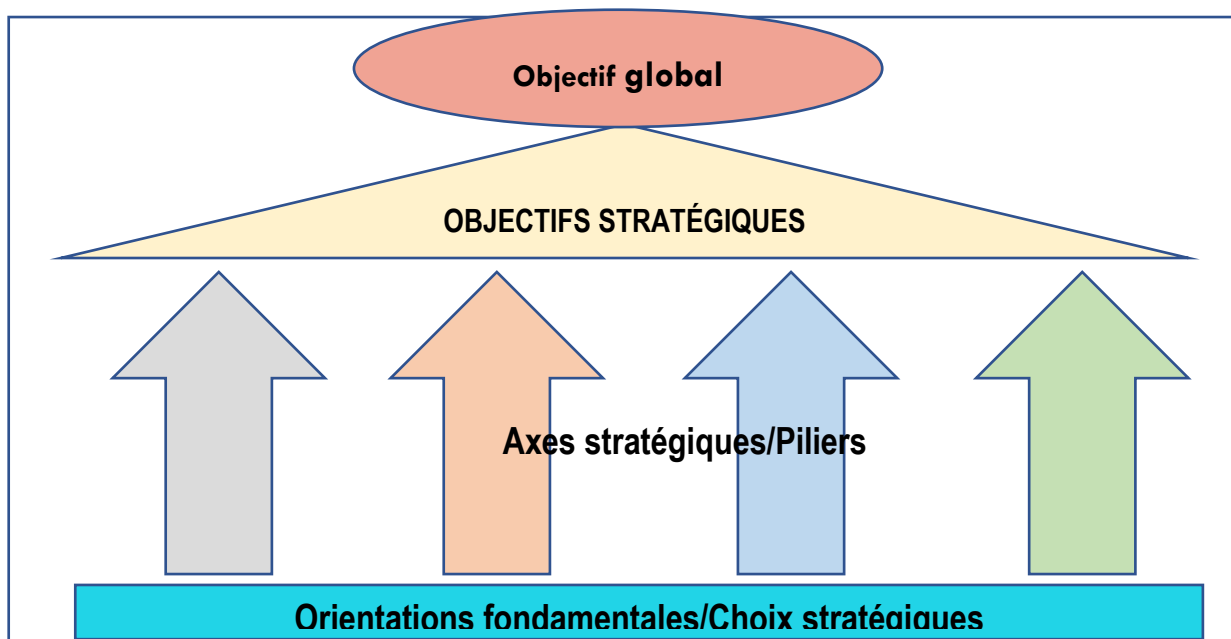 Objectif global
OBJECTIFS STRATÉGIQUES
Axes stratégiques/Piliers
Orientations fondamentales/Choix stratégiques